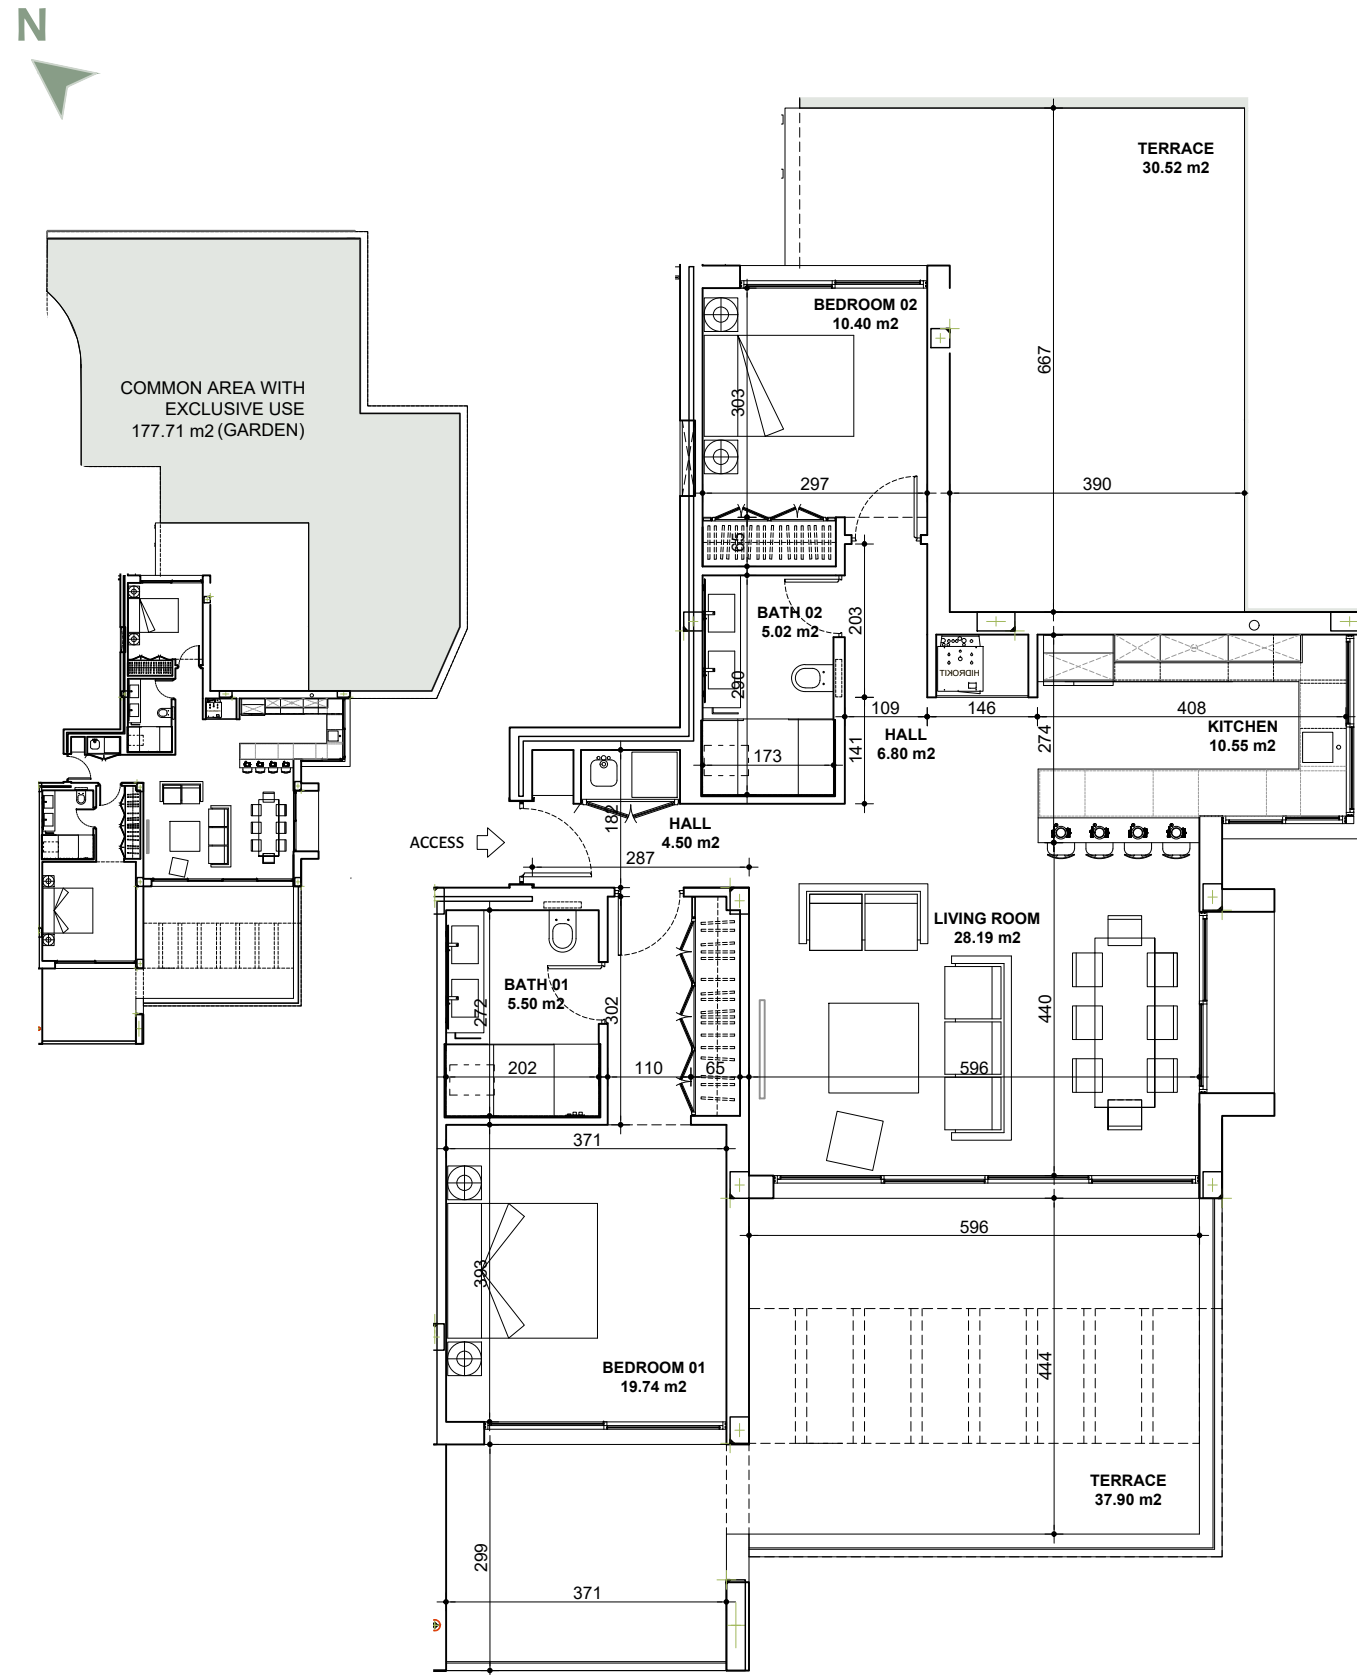 N
TERRACE
30.52 m2
BEDROOM 02
10.40 m2
667
COMMON AREA WITH
EXCLUSIVE USE
177.71 m2 (GARDEN)
303
297
390
65
BATH 02
5.02 m2
203
HIDROKIT
290
109
146
408
HALL
6.80 m2
KITCHEN
10.55 m2
274
141
173
HALL
4.50 m2
ACCESS
287
LIVING ROOM
28.19 m2
BATH 01
5.50 m2
272
302
440
202
110
65
596
371
596
393
BEDROOM 01
19.74 m2
444
TERRACE
37.90 m2
299
371